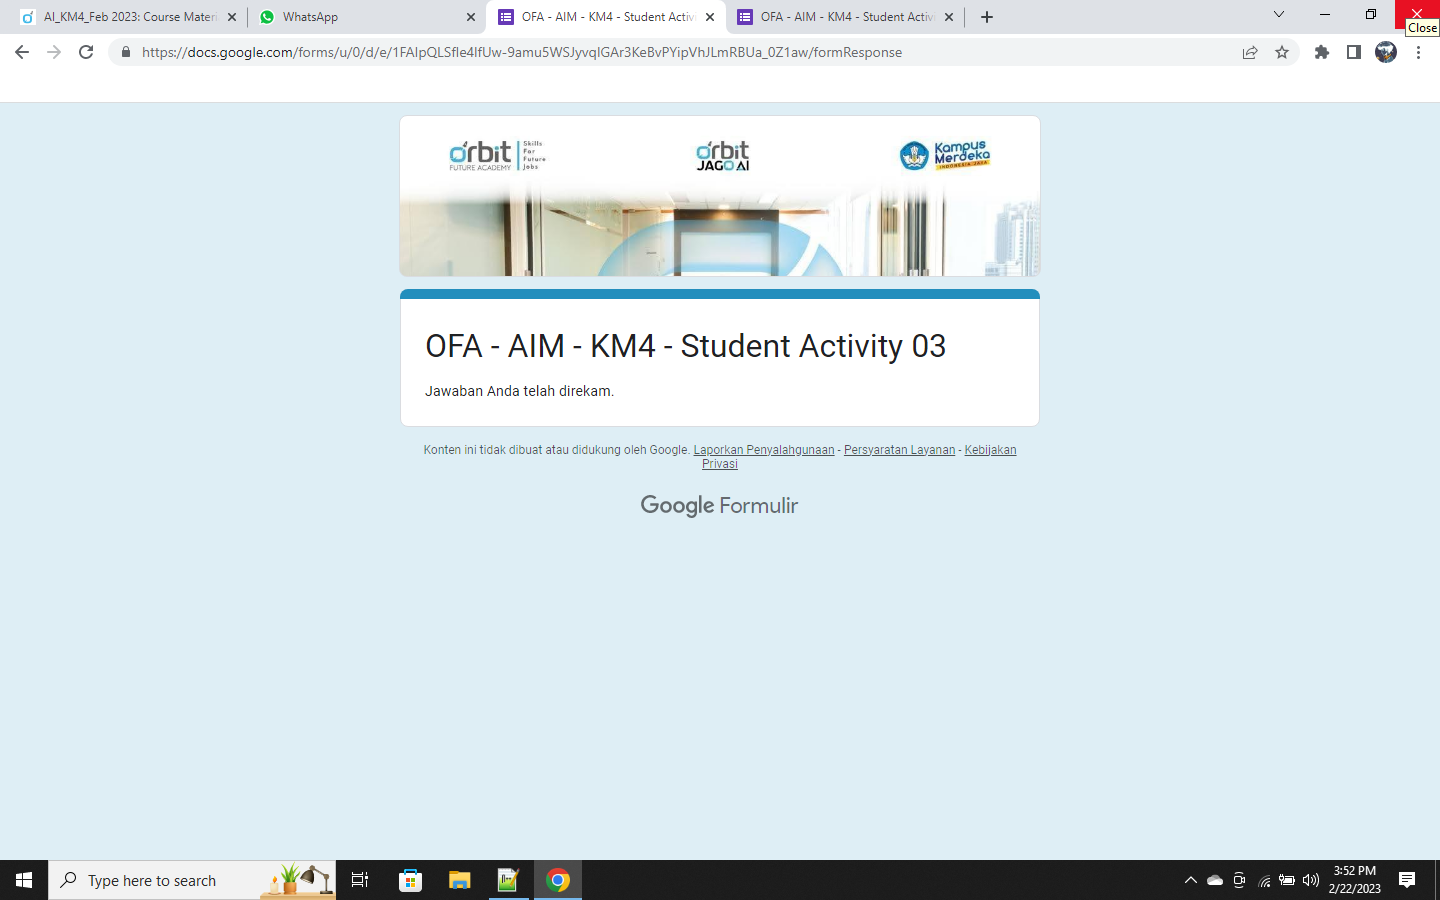 AI_KM4_Feb 2023: Course Materi
WhatsApp
OFA - AIM - KM4 - Student Activi
OFA - AIM - KM4 - Student Activi
Close
https://docs.google.com/forms/u/0/d/e/1FAIpQLSfle4IfUw-9amu5WSJyvqIGAr3KeBvPYipVhJLmRBUa_0Z1aw/formResponse
orbit
FUTURE ACADEMY
Skills
For
Future
Jobs
orbit
JAGO AI
Kampus
Merdeka
INDONESIA JAYA
OFA - AIM - KM4 - Student Activity 03
Jawaban Anda telah direkam.
Konten ini tidak dibuat atau didukung oleh Google. Laporkan Penyalahgunaan - Persyaratan Layanan - Kebijakan
Privasi
Google Formulir
Type here to search
3:52 PM
2/22/2023